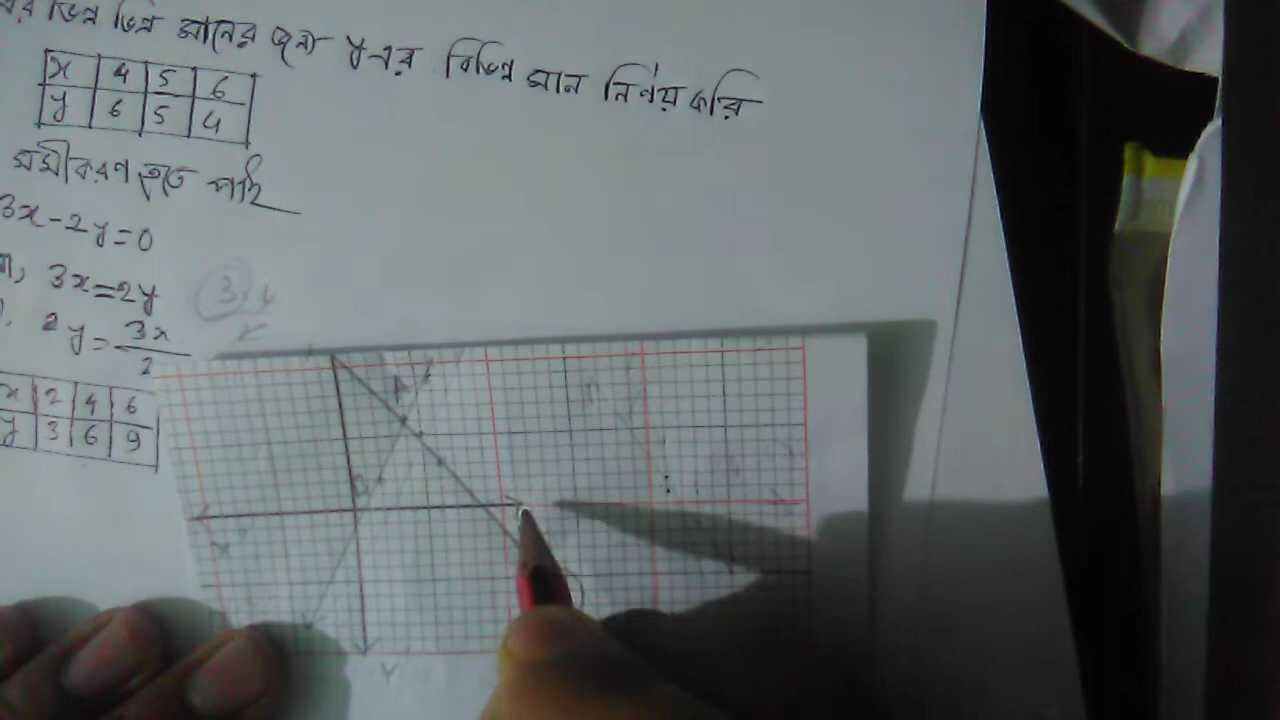 ভিন্ন ভিন্ন মানের জন্য y এর বিভিন্ন মান নির্ণয় করি
x 4 5 6
y 6 5 4
সমীকরণ হতে পাই
3x-2y=0
3x=2y
y=3x/2
x 2 4 6
y 3 6 9
Y